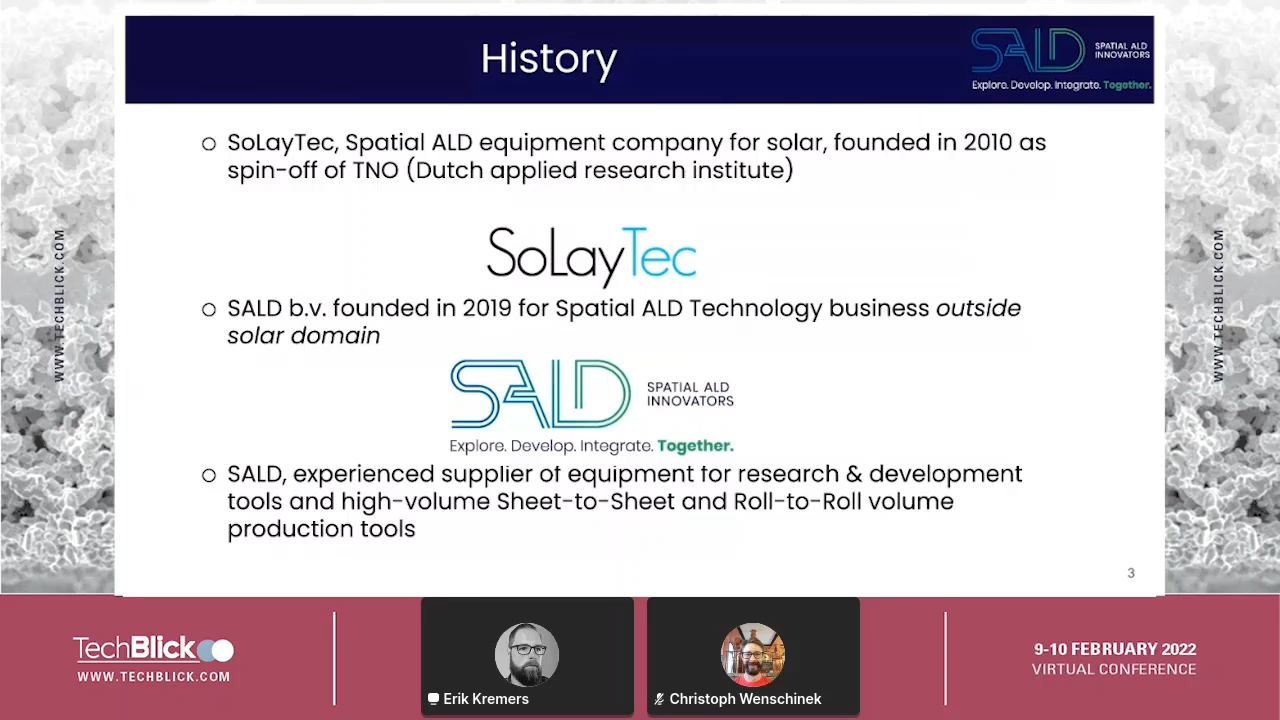 History
SALD
SPATIAL ALD
INNOVATORS
Explore. Develop. Integrate. Together.
SoLayTec, Spatial ALD equipment company for solar, founded in 2010 as
spin-off of TNO (Dutch applied research institute)
SoLayTec
SALD b.v. founded in 2019 for Spatial ALD Technology business outside
solar domain
SALD
SPATIAL ALD
INNOVATORS
Explore. Develop. Integrate. Together.
SALD, experienced supplier of equipment for research & development
tools and high-volume Sheet-to-Sheet and Roll-to-Roll volume
production tools
3
WWW.TECHBLICK.COM
WWW.TECHBLICK.COM
TechBlick
WWW.TECHBLICK.COM
Erik Kremers
Christoph Wenschinek
9-10 FEBRUARY 2022
VIRTUAL CONFERENCE